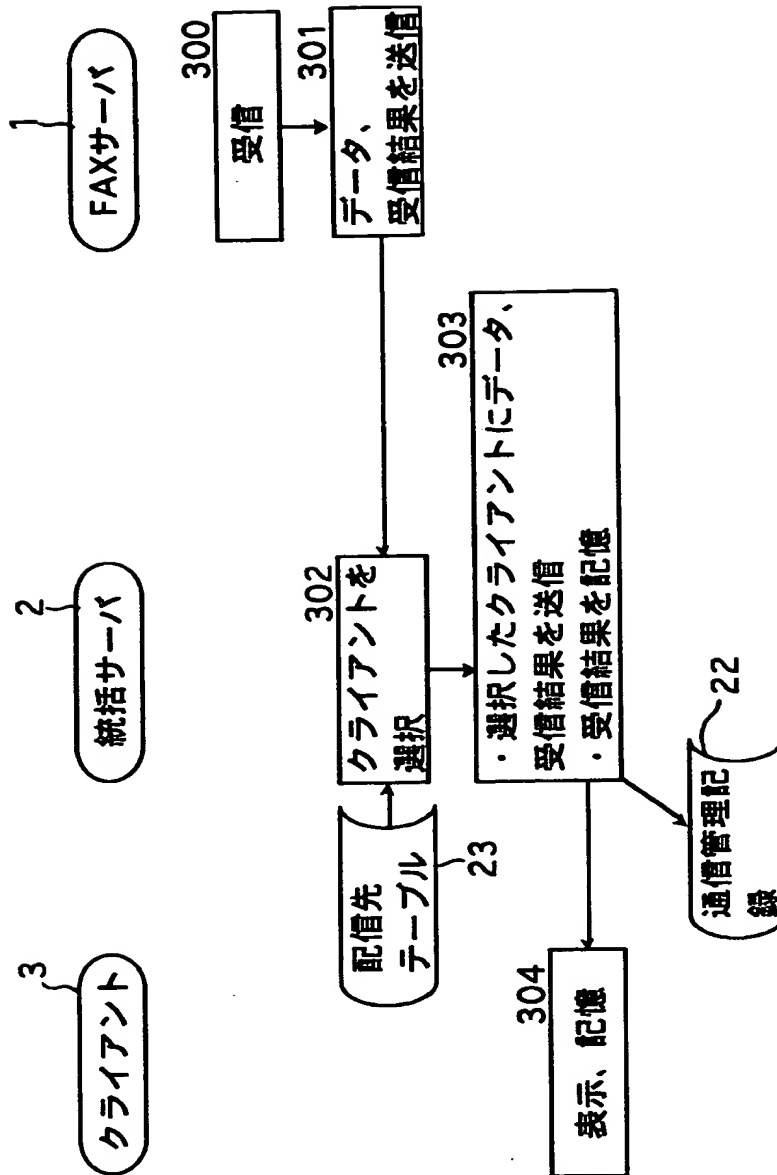 3
クライアント
2
統括サーバ
1
FAXサーバ
300
受信
301
データ、
受信結果を送信
302
クライアントを
選択
配信先
テーブル
23
303
・選択したクライアントにデータ、
受信結果を送信
・受信結果を記憶
304
表示、記憶
22
通信管理記
録